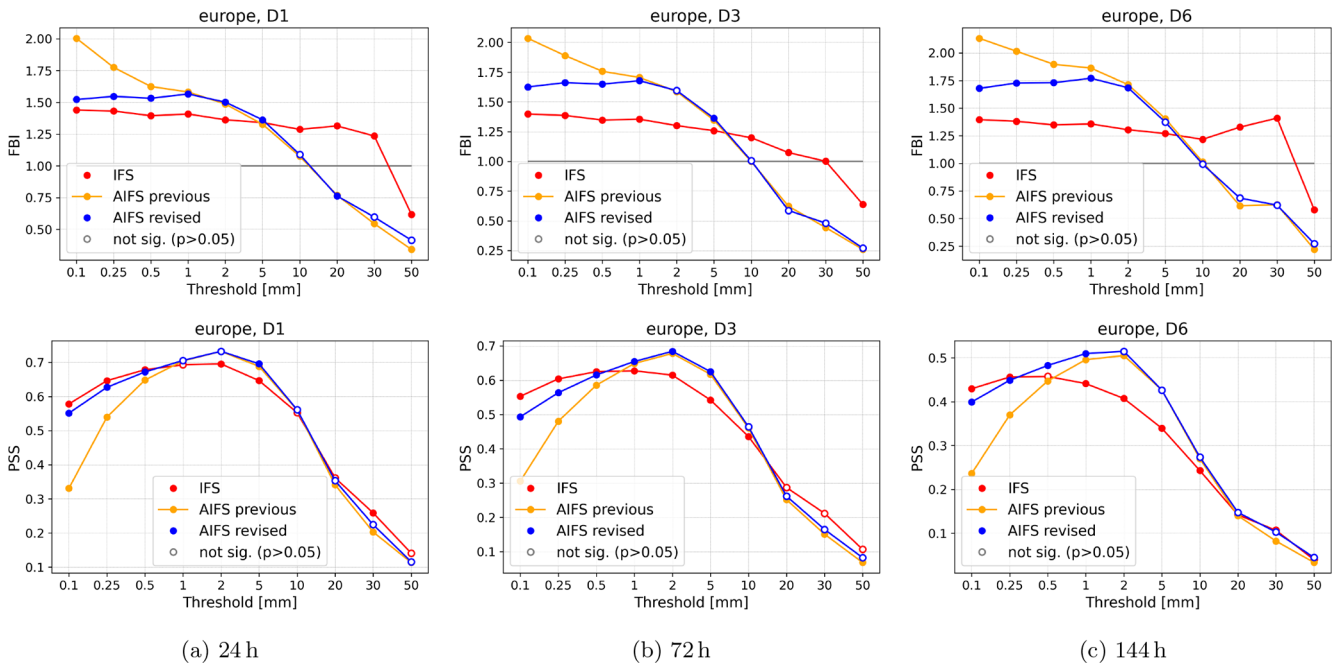 europe, D1
FBI
2.00
1.75
1.50
1.25
1.00
0.75
0.50
IFS
AIFS previous
AIFS revised
not sig. (p>0.05)
0.1 0.25 0.5 1 2 5 10 20 30 50
Threshold [mm]
europe, D3
FBI
2.00
1.75
1.50
1.25
1.00
0.75
0.50
0.25
IFS
AIFS previous
AIFS revised
not sig. (p>0.05)
0.1 0.25 0.5 1 2 5 10 20 30 50
Threshold [mm]
europe, D6
FBI
2.00
1.75
1.50
1.25
1.00
0.75
0.50
0.25
IFS
AIFS previous
AIFS revised
not sig. (p>0.05)
0.1 0.25 0.5 1 2 5 10 20 30 50
Threshold [mm]
europe, D1
PSS
0.7
0.6
0.5
0.4
0.3
0.2
0.1
IFS
AIFS previous
AIFS revised
not sig. (p>0.05)
0.1 0.25 0.5 1 2 5 10 20 30 50
Threshold [mm]
europe, D3
PSS
0.7
0.6
0.5
0.4
0.3
0.2
0.1
IFS
AIFS previous
AIFS revised
not sig. (p>0.05)
0.1 0.25 0.5 1 2 5 10 20 30 50
Threshold [mm]
europe, D6
PSS
0.5
0.4
0.3
0.2
0.1
IFS
AIFS previous
AIFS revised
not sig. (p>0.05)
0.1 0.25 0.5 1 2 5 10 20 30 50
Threshold [mm]
(a) 24 h
(b) 72 h
(c) 144 h